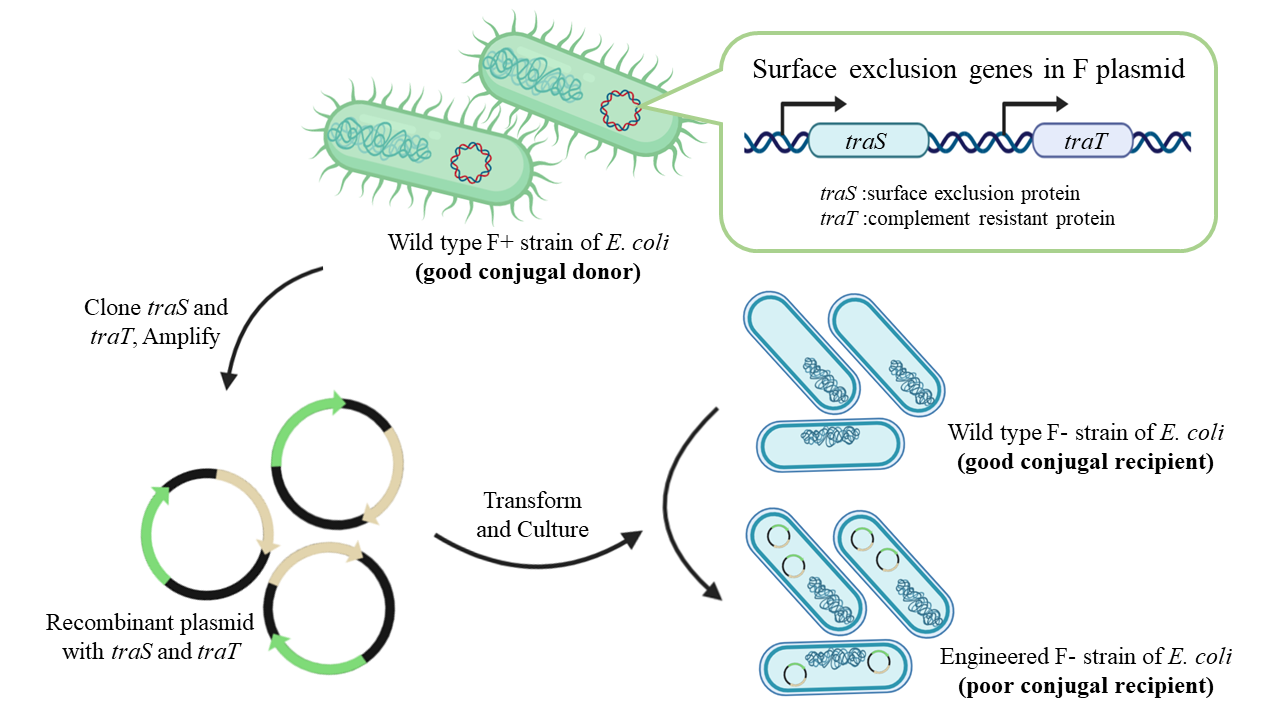 Surface exclusion genes in F plasmid
traS
traT
traS :surface exclusion protein
traT :complement resistant protein
Wild type F+ strain of E. coli
(good conjugal donor)
Clone traS and
traT, Amplify
Wild type F- strain of E. coli
(good conjugal recipient)
Transform
and Culture
Recombinant plasmid
with traS and traT
Engineered F- strain of E. coli
(poor conjugal recipient)